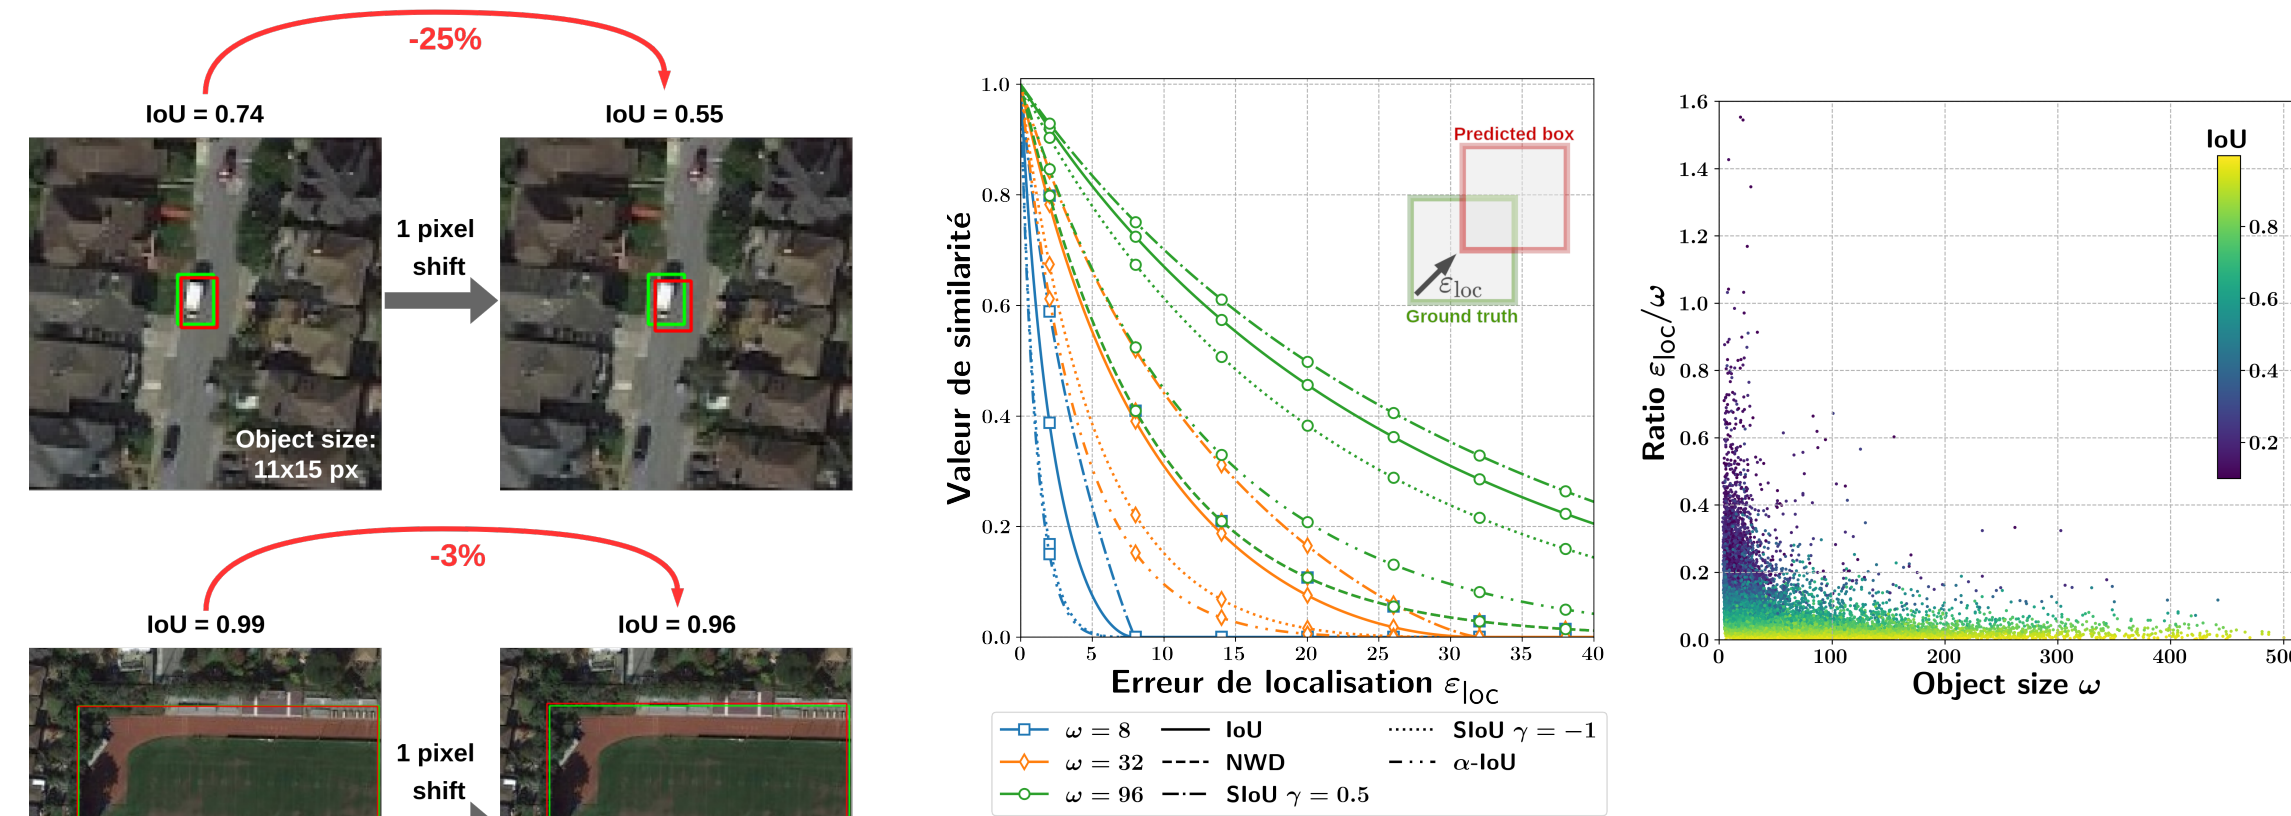 -25%
IoU = 0.74
IoU = 0.55
1 pixel
shift
Object size:
11x15 px
-3%
IoU = 0.99
IoU = 0.96
1 pixel
shift
Valeur de similarité
1.0
0.8
0.6
0.4
0.2
0.0
0 5 10 15 20 25 30 35 40
Erreur de localisation ε_loc
Predicted box
ε_loc
Ground truth
ω = 8
ω = 32
ω = 96
IoU
NWD
SIoU γ = 0.5
SIoU γ = −1
α-IoU
Ratio ε_loc/ω
1.6
1.4
1.2
1.0
0.8
0.6
0.4
0.2
0.0
0 100 200 300 400
Object size ω
IoU
0.8
0.6
0.4
0.2